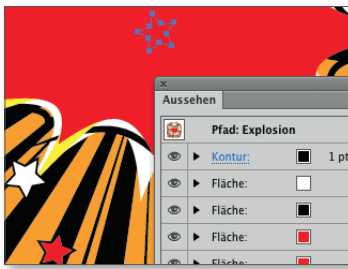 Aussehen
Pfad: Explosion
Kontur: 1 pt
Fläche:
Fläche:
Fläche:
Fläche: